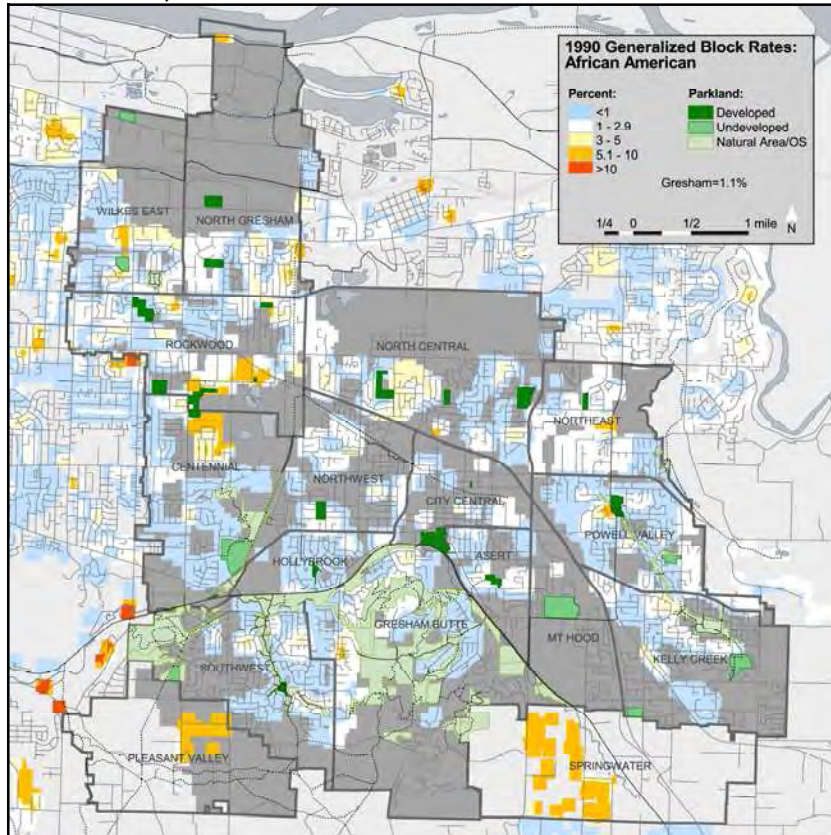 1990 Generalized Block Rates:
African American
Percent:
<1
1 - 2.9
3 - 5
5.1 - 10
>10
Parkland:
Developed
Undeveloped
Natural Area/OS
Gresham=1.1%
1/4 0 1/2 1 mile
N
WILKES EAST
NORTH GRESHAM
ROCKWOOD
NORTH CENTRAL
NORTHEAST
CENTENNIAL
NORTHWEST
CITY CENTRAL
POWELL VALLEY
HOLLYBROOK
ASERT
GRESHAM BUTTE
MT HOOD
KELLY CREEK
SOUTHWEST
PLEASANT VALLEY
SPRINGWATER